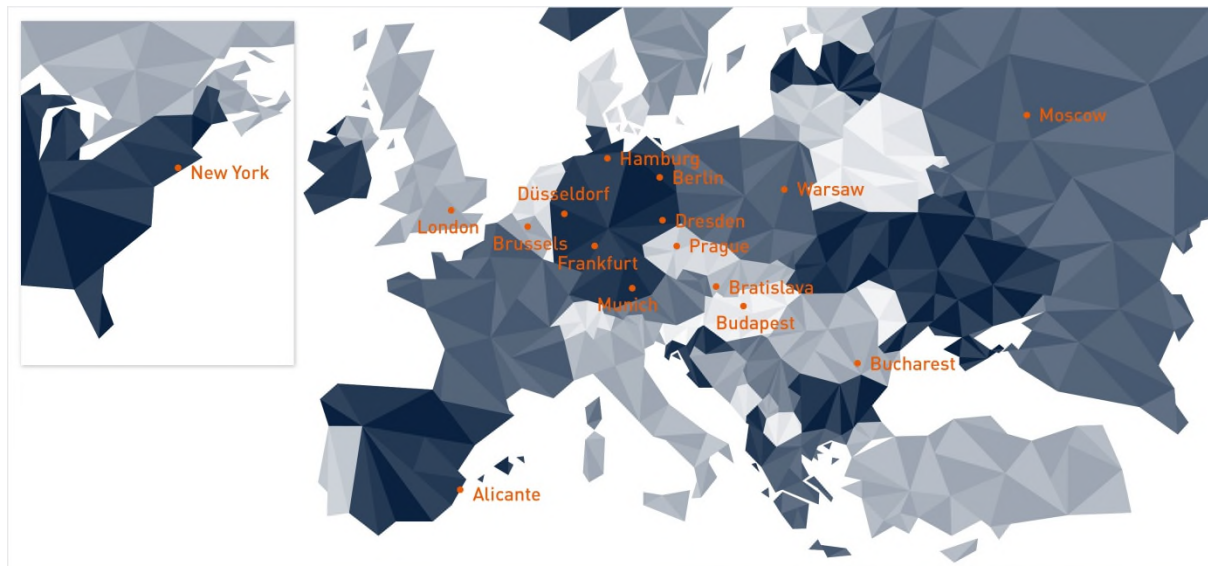 New York
Moscow
Hamburg
Berlin
Düsseldorf
Warsaw
London
Brussels
Dresden
Frankfurt
Prague
Munich
Bratislava
Budapest
Bucharest
Alicante